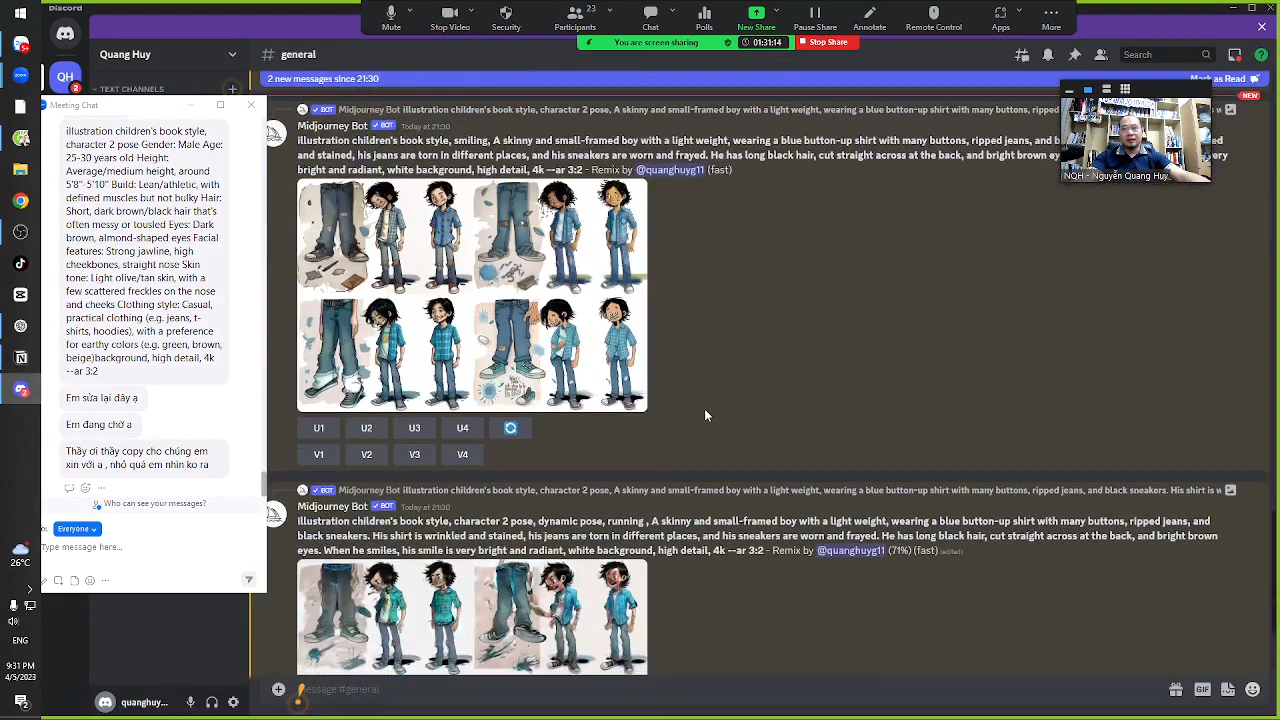 Discord
Mute
Stop Video
Security
Participants
23
Chat
Polls
New Share
Pause Share
Annotate
Remote Control
Apps
More
You are screen sharing
01:31:14
Stop Share
Quang Huy
# general
Search
2 new messages since 21:30
Mark as Read
NEW
QH
2
TEXT CHANNELS
Meeting Chat
illustration children's book style,
character 2 pose Gender: Male Age:
25-30 years old Height:
Average/medium height, around
5'8"-5'10" Build: Lean/athletic, with
defined muscles but not bulky Hair:
Short, dark brown/black hair that's
often messy or tousled Eyes: Dark
brown, almond-shaped eyes Facial
features: Strong jawline, high
cheekbones, straight nose Skin
tone: Light olive/tan skin, with a
few scattered freckles on the nose
and cheeks Clothing style: Casual,
practical clothing (e.g. jeans, t-
shirts, hoodies), with a preference
for earthy colors (e.g. green, brown,
beige)background, high detail, 4k
--ar 3:2
Em sửa lại đây ạ
Em đang chờ ạ
Thầy ơi thầy copy cho chúng em
xin với ạ , nhỏ quá em nhìn ko ra
Who can see your messages?
Everyone
Type message here...
BOT Midjourney Bot illustration children's book style, character 2 pose, A skinny and small-framed boy with a light weight, wearing a blue button-up shirt with many buttons, ripped jeans, and black sneakers. His shirt is w
Midjourney Bot BOT Today at 21:30
illustration children's book style, smiling, A skinny and small-framed boy with a light weight, wearing a blue button-up shirt with many buttons, ripped jeans, and b
and stained, his jeans are torn in different places, and his sneakers are worn and frayed. He has long black hair, cut straight across at the back, and bright brown ey
bright and radiant, white background, high detail, 4k --ar 3:2 - Remix by @quanghuyg11 (fast)
U1
U2
U3
U4
V1
V2
V3
V4
BOT Midjourney Bot illustration children's book style, character 2 pose, A skinny and small-framed boy with a light weight, wearing a blue button-up shirt with many buttons, ripped jeans, and black sneakers. His shirt is w
Midjourney Bot BOT Today at 21:30
Illustration children's book style, character 2 pose, dynamic pose, running , A skinny and small-framed boy with a light weight, wearing a blue button-up shirt with many buttons, ripped jeans, and
black sneakers. His shirt is wrinkled and stained, his jeans are torn in different places, and his sneakers are worn and frayed. He has long black hair, cut straight across at the back, and bright brown
eyes. When he smiles, his smile is very bright and radiant, white background, high detail, 4k --ar 3:2 - Remix by @quanghuyg11 (71%) (fast) (edited)
NQH - Nguyen Quang Huy
essage #general
GIF
quanghuy...
25°C
ENG
9:31 PM
4/5/2023